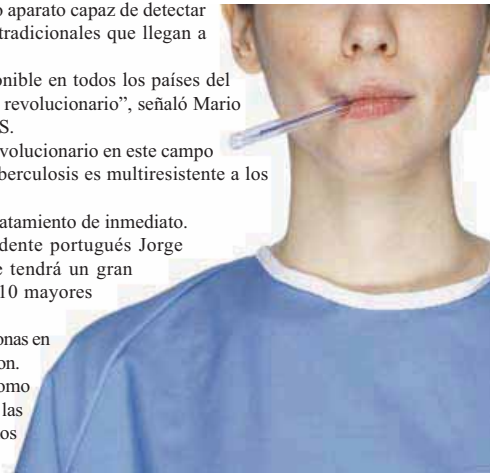 o aparato capaz de detectar
tradicionales que llegan a
onible en todos los países del
revolucionario”, señaló Mario
S.
volucionario en este campo
berculosis es multiresistente a los
atamiento de inmediato.
dente portugués Jorge
e tendrá un gran
10 mayores
onas en
on.
omo
las
os